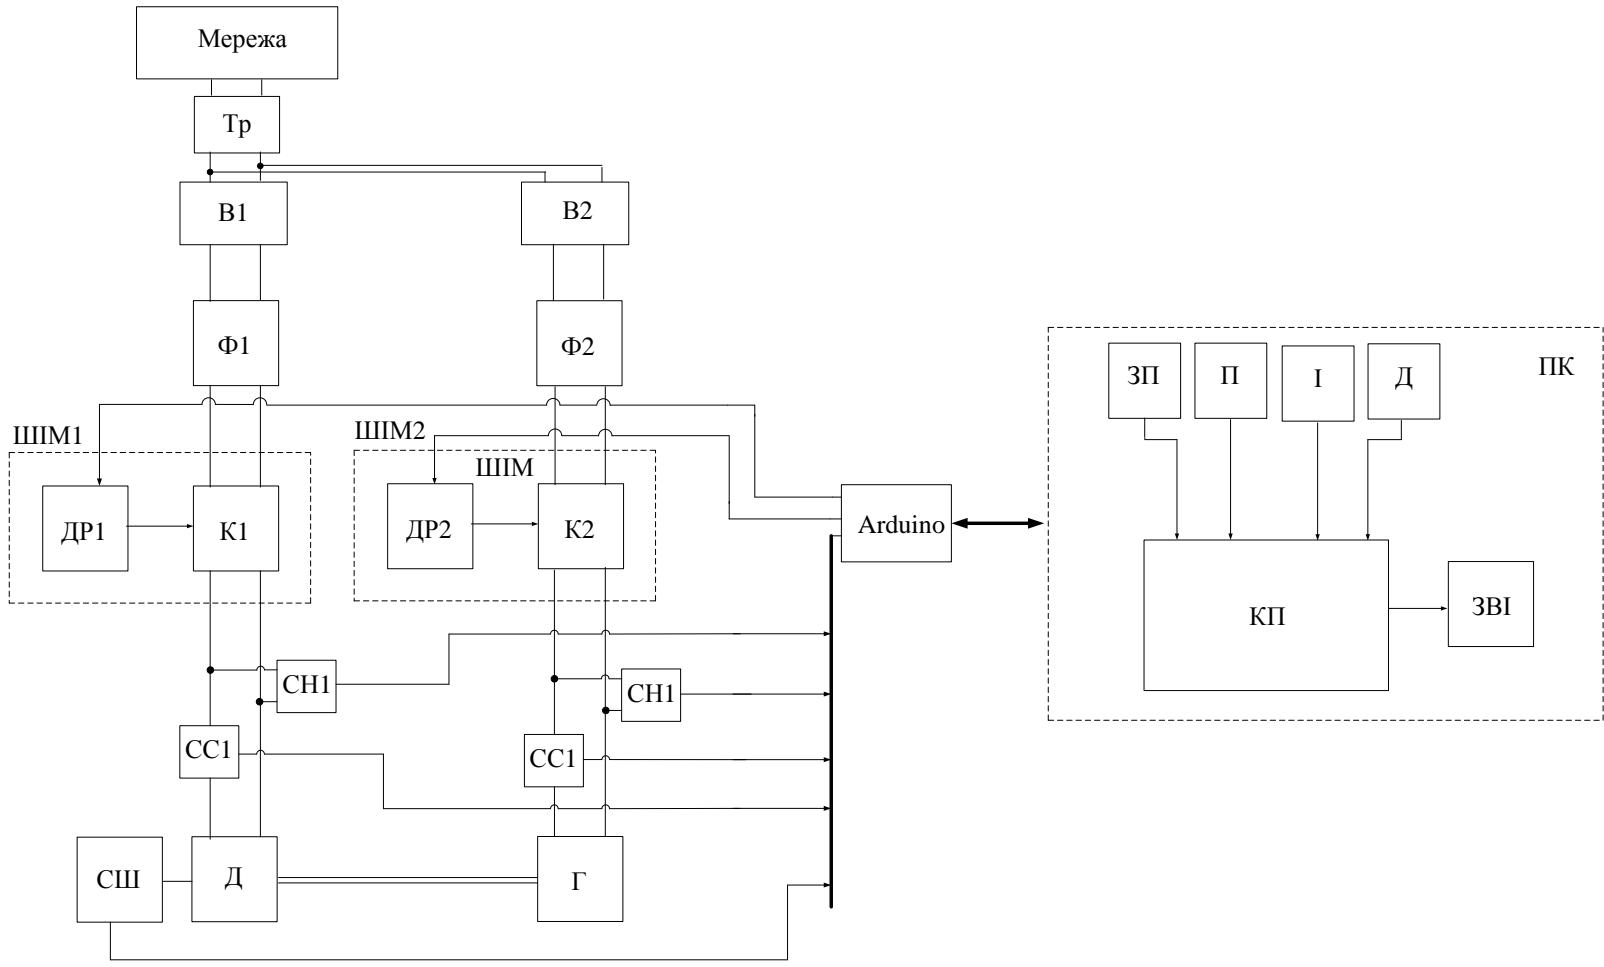 Мережа
Тр
В1
В2
Ф1
Ф2
ЗП
П
І
Д
ПК
ШІМ1
ШІМ2
ШІМ
ДР1
К1
ДР2
К2
Arduino
КП
ЗВІ
СН1
СН1
СС1
СС1
СШ
Д
Г